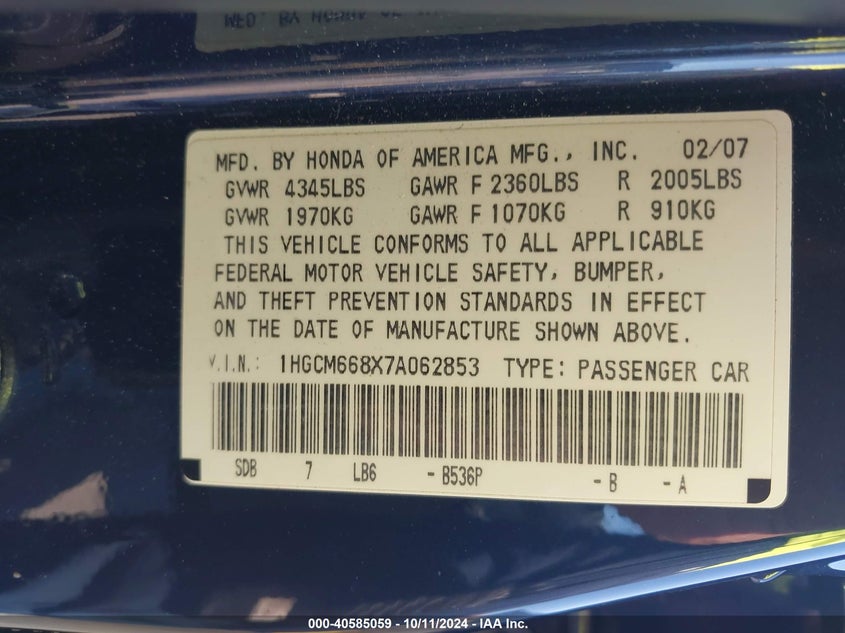 MFD. BY HONDA OF AMERICA MFG., INC. 02/07
GVWR 4345LBS GAWR F 2360LBS R 2005LBS
GVWR 1970KG GAWR F 1070KG R 910KG
THIS VEHICLE CONFORMS TO ALL APPLICABLE
FEDERAL MOTOR VEHICLE SAFETY, BUMPER,
AND THEFT PREVENTION STANDARDS IN EFFECT
ON THE DATE OF MANUFACTURE SHOWN ABOVE.
V.I.N.: 1HGCM668X7A062853 TYPE: PASSENGER CAR
SDB 7 LB6 - B536P - B - A
000-40585059 - 10/11/2024 - IAA Inc.